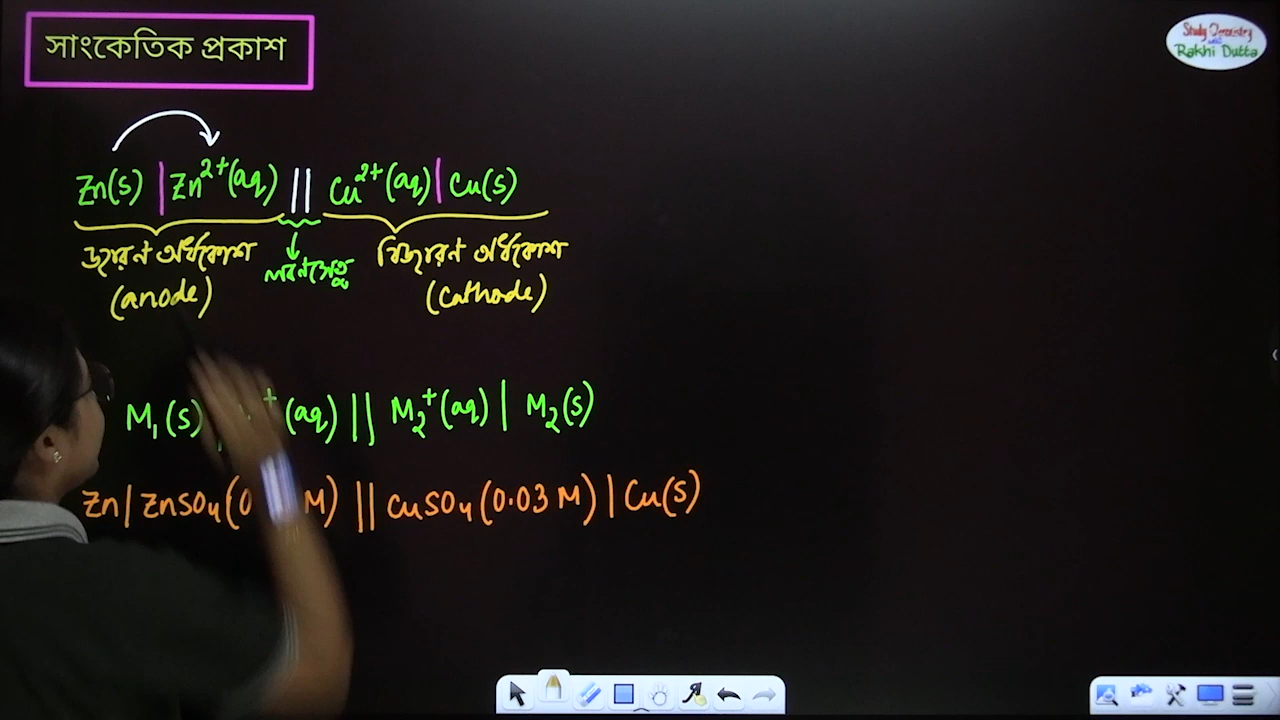 সাংকেতিক প্রকাশ
Study Chemistry
with
Rakhi Dutta
Zn(s) | Zn²⁺(aq) || Cu²⁺(aq) | Cu(s)
জারণ অর্ধকোশ লবণসেতু বিজারণ অর্ধকোশ
(anode) (Cathode)
M₁(s) ⁺(aq) || M₂⁺(aq) | M₂(s)
Zn | ZnSO₄(0 M) || CuSO₄(0.03 M) | Cu(s)